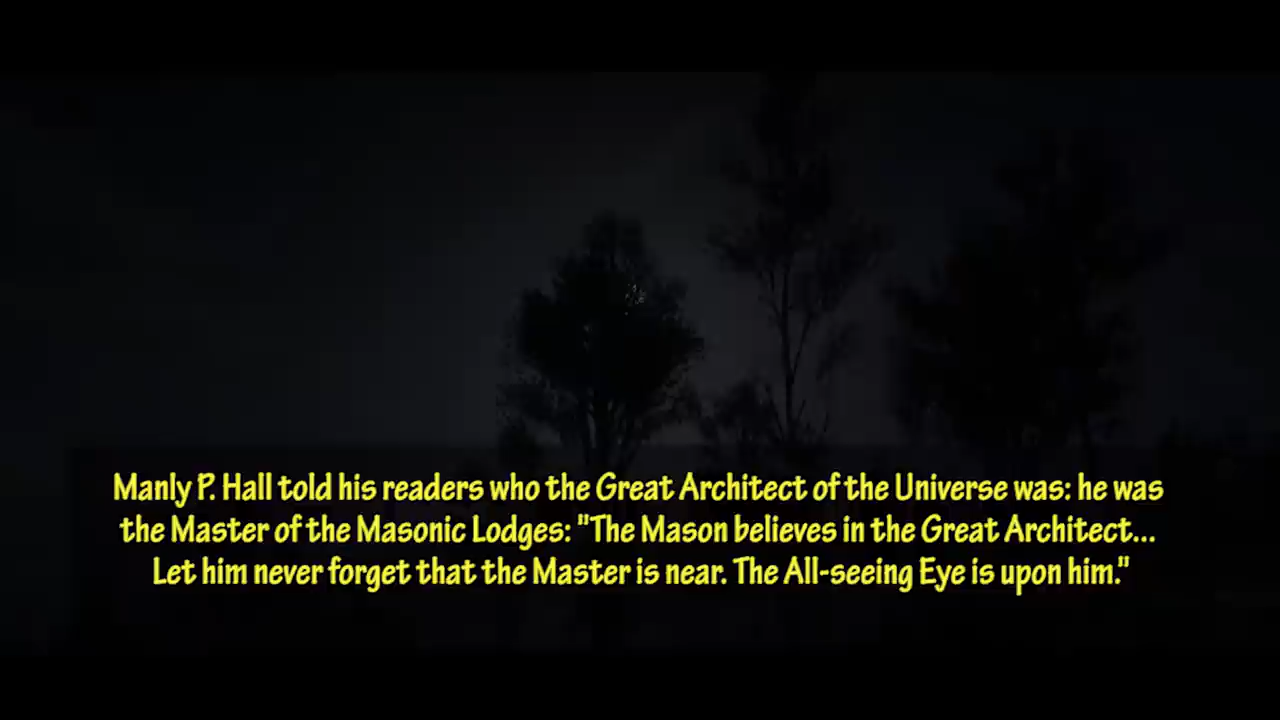 Manly P. Hall told his readers who the Great Architect of the Universe was: he was
the Master of the Masonic Lodges: "The Mason believes in the Great Architect...
Let him never forget that the Master is near. The All-seeing Eye is upon him."